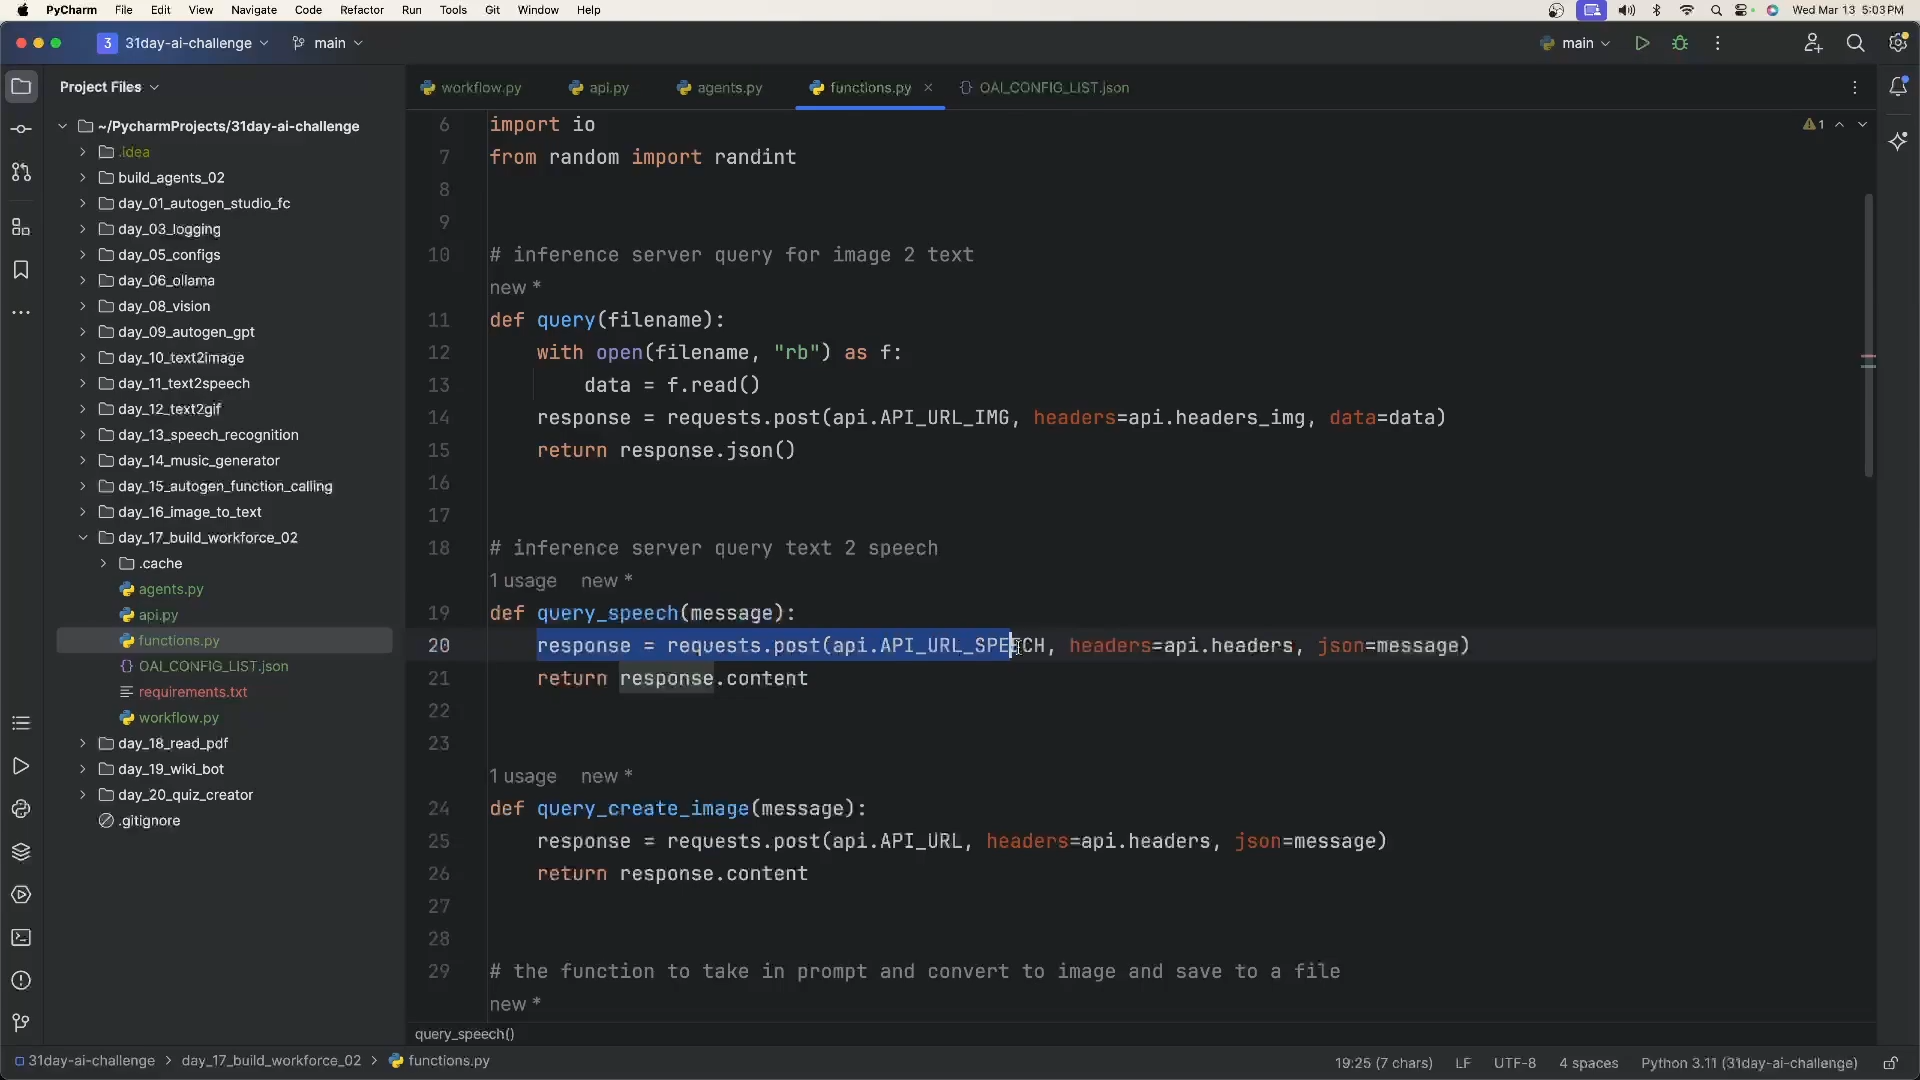 PyCharm File Edit View Navigate Code Refactor Run Tools Git Window Help Wed Mar 13 5:03 PM
3 31day-ai-challenge main main
Project Files
~/PycharmProjects/31day-ai-challenge
.idea
build_agents_02
day_01_autogen_studio_fc
day_03_logging
day_05_configs
day_06_ollama
day_08_vision
day_09_autogen_gpt
day_10_text2image
day_11_text2speech
day_12_text2gif
day_13_speech_recognition
day_14_music_generator
day_15_autogen_function_calling
day_16_image_to_text
day_17_build_workforce_02
.cache
agents.py
api.py
functions.py
OAI_CONFIG_LIST.json
requirements.txt
workflow.py
day_18_read_pdf
day_19_wiki_bot
day_20_quiz_creator
.gitignore
workflow.py api.py agents.py functions.py OAI_CONFIG_LIST.json
1
6 import io
7 from random import randint
8
9
10 # inference server query for image 2 text
new *
11 def query(filename):
12 with open(filename, "rb") as f:
13 data = f.read()
14 response = requests.post(api.API_URL_IMG, headers=api.headers_img, data=data)
15 return response.json()
16
17
18 # inference server query text 2 speech
1 usage new *
19 def query_speech(message):
20 response = requests.post(api.API_URL_SPEECH, headers=api.headers, json=message)
21 return response.content
22
23
1 usage new *
24 def query_create_image(message):
25 response = requests.post(api.API_URL, headers=api.headers, json=message)
26 return response.content
27
28
29 # the function to take in prompt and convert to image and save to a file
new *
query_speech()
31day-ai-challenge > day_17_build_workforce_02 > functions.py 19:25 (7 chars) LF UTF-8 4 spaces Python 3.11 (31day-ai-challenge)